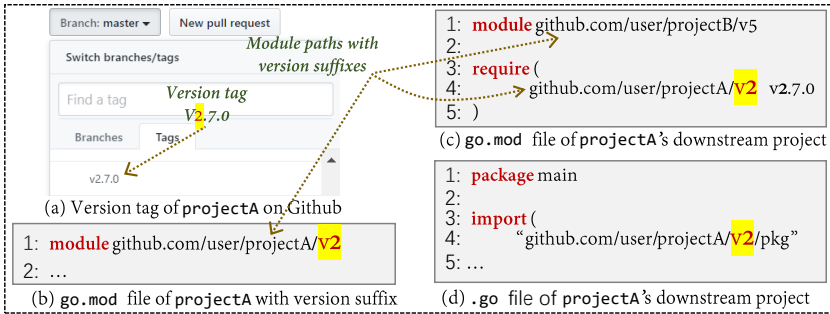 Branch: master
New pull request
Switch branches/tags
Find a tag
Branches Tags
v2.7.0
Version tag
V2.7.0
Module paths with
version suffixes
(a) Version tag of projectA on Github
1: module github.com/user/projectA/v2
2: ...
(b) go.mod file of projectA with version suffix
1: module github.com/user/projectB/v5
2:
3: require (
4: github.com/user/projectA/v2 v2.7.0
5: )
(c) go.mod file of projectA's downstream project
1: package main
2:
3: import (
4: “github.com/user/projectA/v2/pkg”
5: ...
(d) .go file of projectA's downstream project